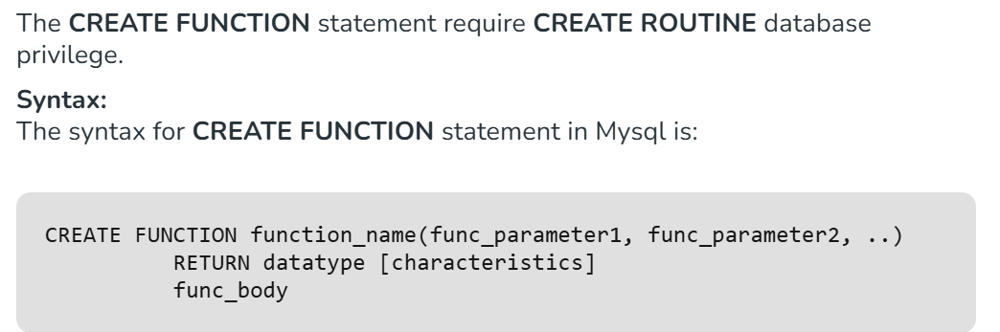 The CREATE FUNCTION statement require CREATE ROUTINE database
privilege.
Syntax:
The syntax for CREATE FUNCTION statement in Mysql is:
CREATE FUNCTION function_name(func_parameter1, func_parameter2, ..)
RETURN datatype [characteristics]
func_body